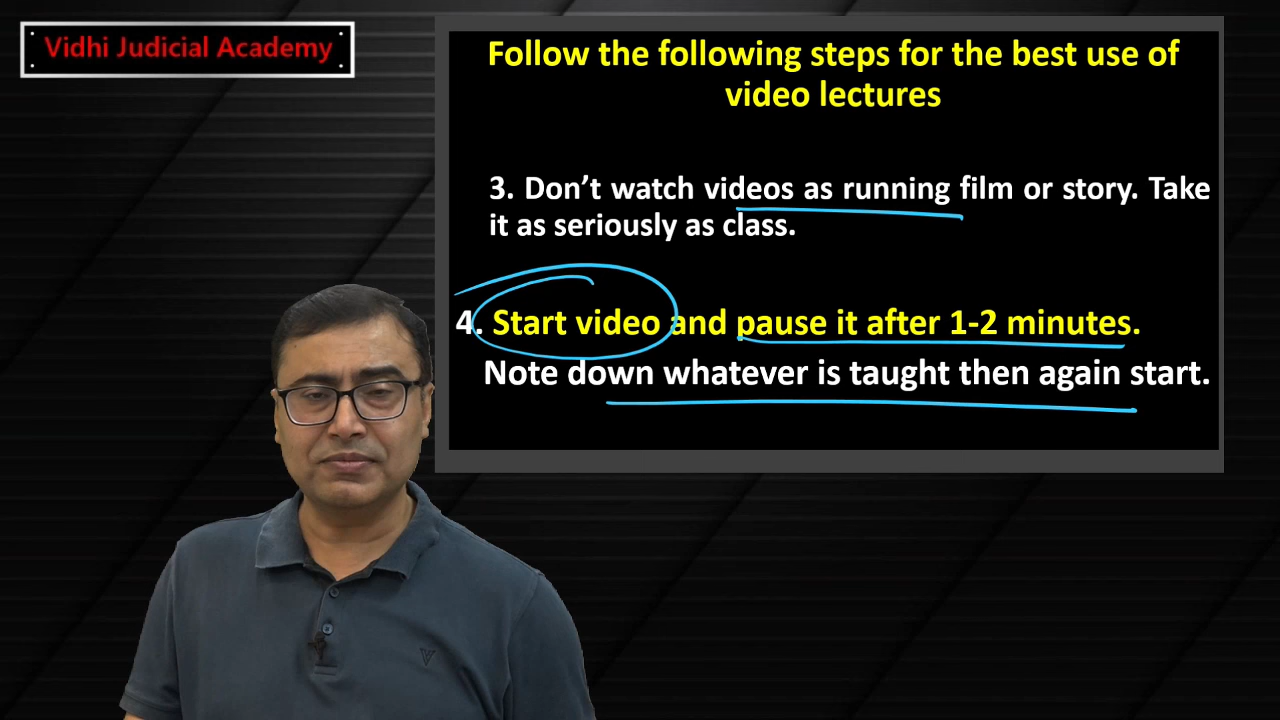 Vidhi Judicial Academy
Follow the following steps for the best use of
video lectures
3. Don’t watch videos as running film or story. Take
it as seriously as class.
4. Start video and pause it after 1-2 minutes.
Note down whatever is taught then again start.